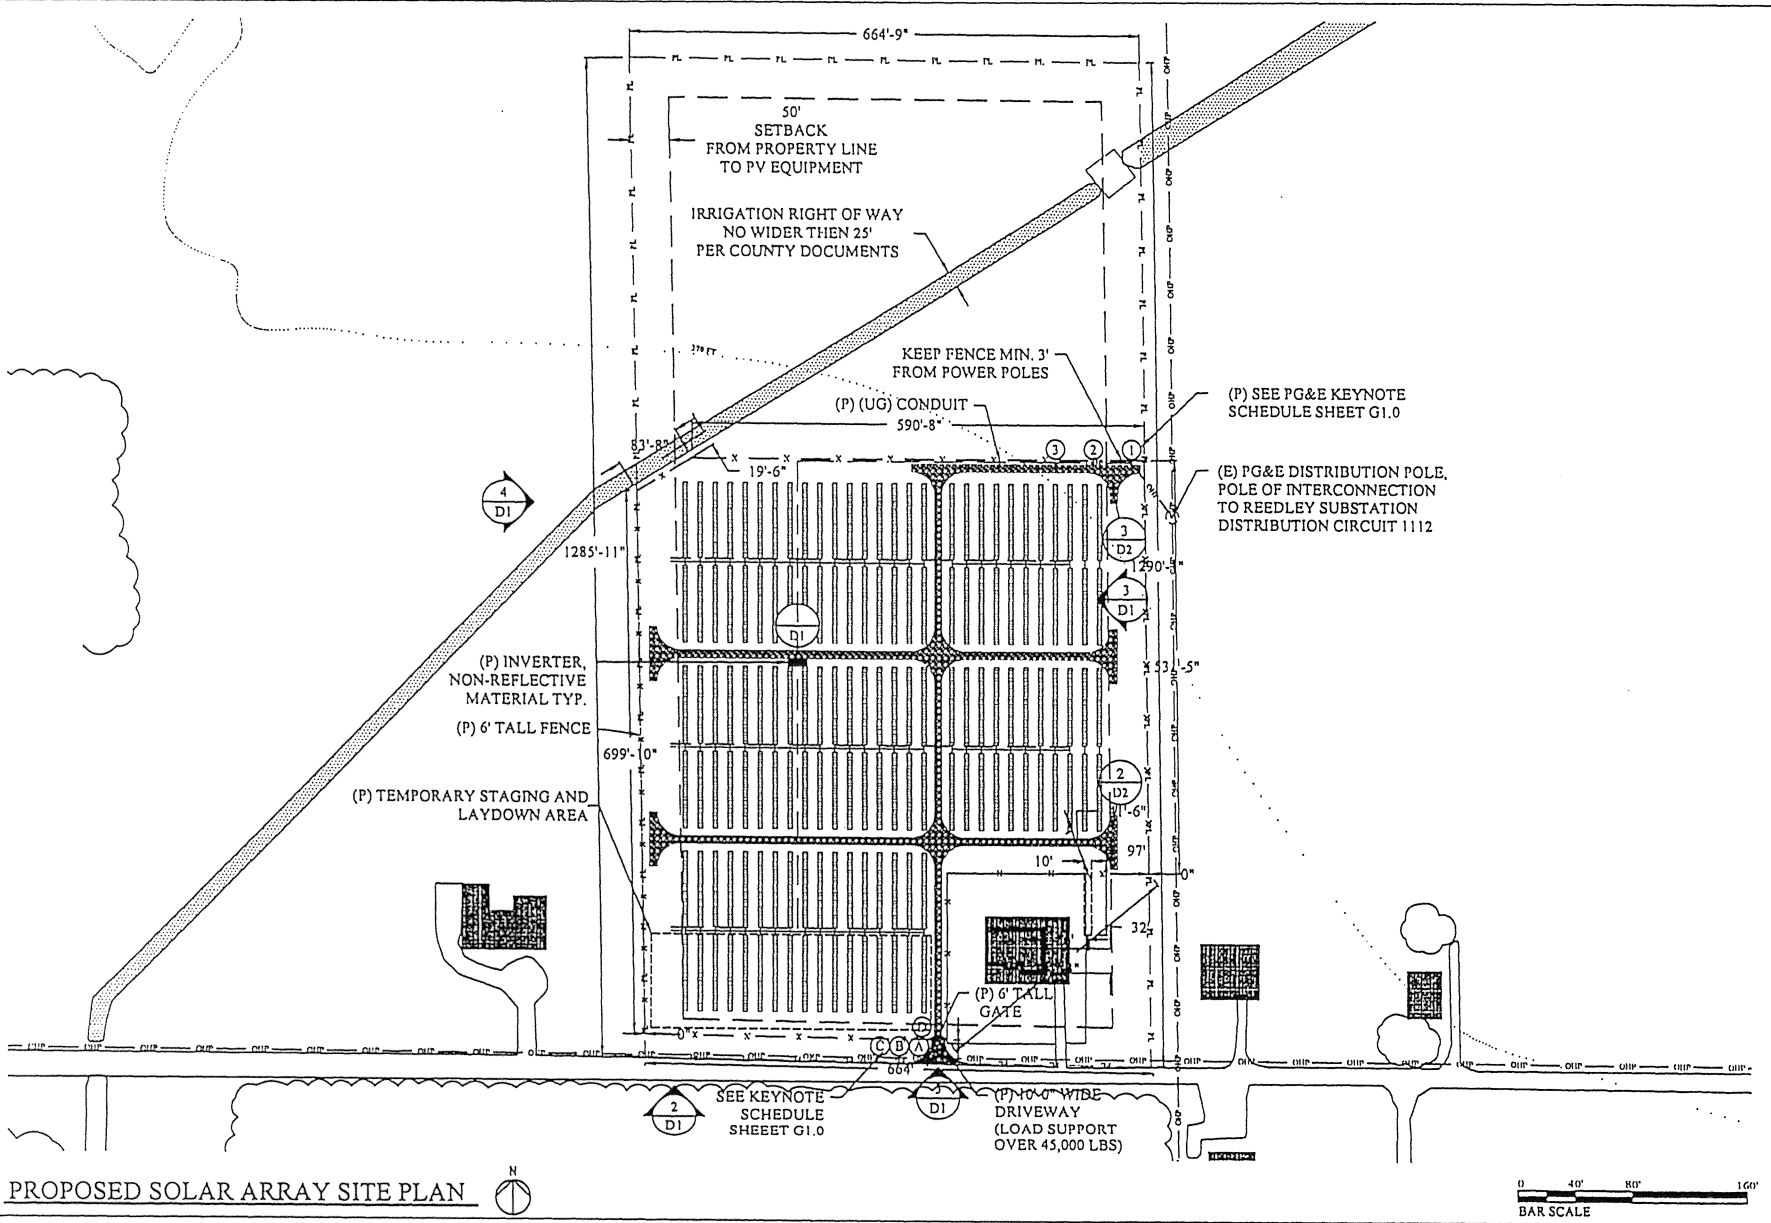 664'-9"
50'
SETBACK
FROM PROPERTY LINE
TO PV EQUIPMENT
IRRIGATION RIGHT OF WAY
NO WIDER THEN 25'
PER COUNTY DOCUMENTS
KEEP FENCE MIN. 3'
FROM POWER POLES
(P) (UG) CONDUIT
590'-8"
(P) SEE PG&E KEYNOTE
SCHEDULE SHEET G1.0
83'-8"
19'-6"
3
2
1
(E) PG&E DISTRIBUTION POLE,
POLE OF INTERCONNECTION
TO REEDLEY SUBSTATION
DISTRIBUTION CIRCUIT 1112
4
D1
3
D2
1285'-11"
3
D1
1
D1
(P) INVERTER,
NON-REFLECTIVE
MATERIAL TYP.
(P) 6' TALL FENCE
699'-10"
2
D2
(P) TEMPORARY STAGING AND
LAYDOWN AREA
10'
97'
32'
(P) 6' TALL
GATE
D
C
B
A
664'
SEE KEYNOTE
SCHEDULE
SHEEET G1.0
2
D1
D1
(P) 10'-0" WIDE
DRIVEWAY
(LOAD SUPPORT
OVER 45,000 LBS)
N
PROPOSED SOLAR ARRAY SITE PLAN
0 40' 80' 160'
BAR SCALE